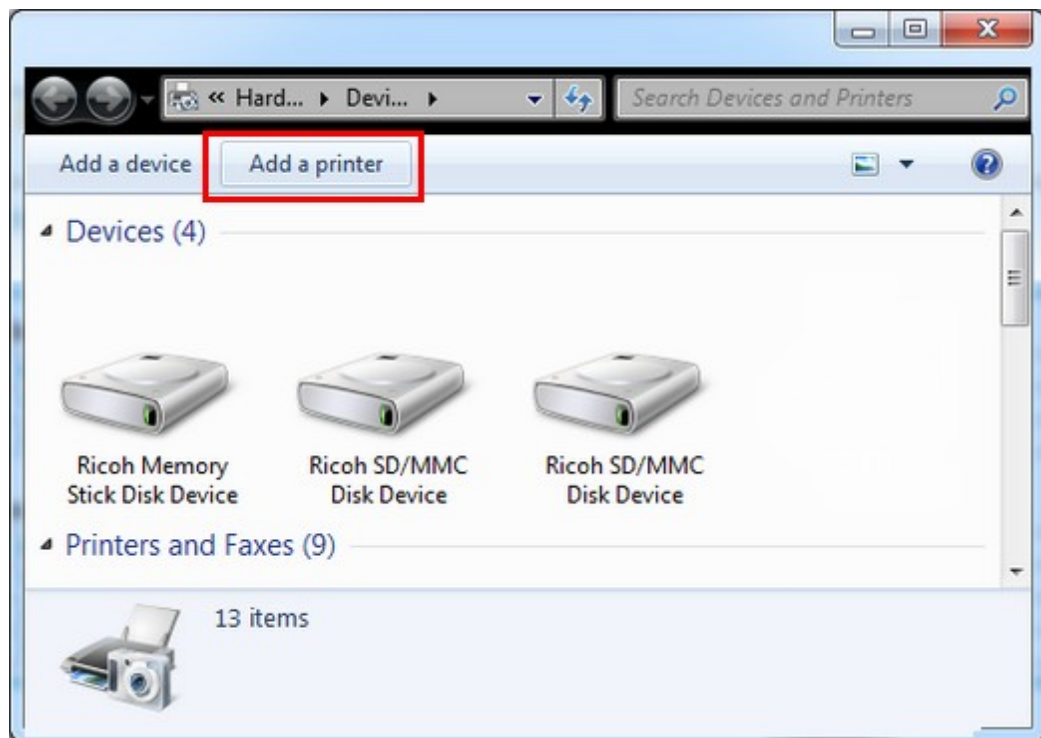 « Hard... ▸ Devi... ▸ Search Devices and Printers
Add a device Add a printer
Devices (4)
Ricoh Memory Ricoh SD/MMC Ricoh SD/MMC
Stick Disk Device Disk Device Disk Device
Printers and Faxes (9)
13 items